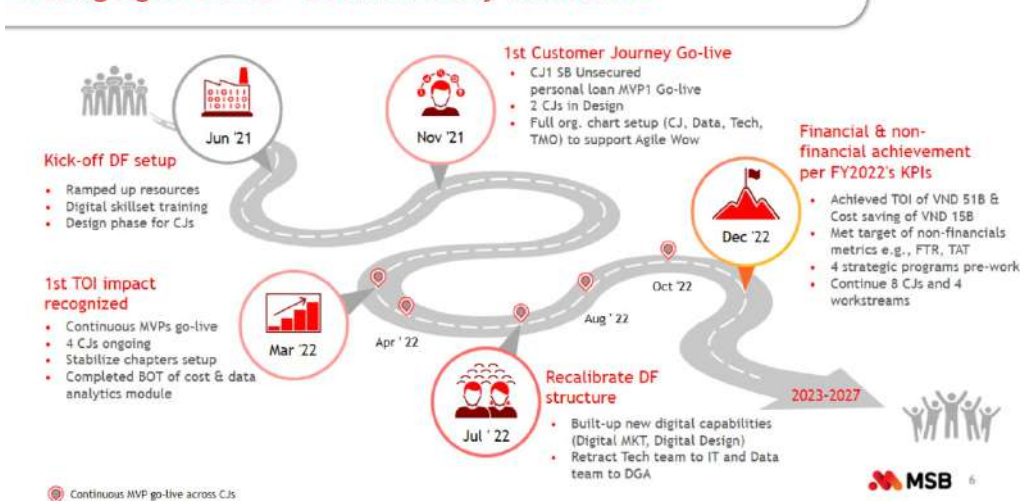 1st Customer Journey Go-live
• CJ1 SB Unsecured
personal loan MVP1 Go-live
• 2 CJs in Design
• Full org. chart setup (CJ, Data, Tech,
TMO) to support Agile Wow
Jun '21
Nov '21
Kick-off DF setup
• Ramped up resources
• Digital skillset training
• Design phase for CJs
Financial & non-
financial achievement
per FY2022's KPIs
• Achieved TOI of VND 51B &
Cost saving of VND 15B
• Met target of non-financials
metrics e.g., FTR, TAT
• 4 strategic programs pre-work
• Continue 8 CJs and 4
workstreams
Dec '22
1st TOI impact
recognized
• Continuous MVPs go-live
• 4 CJs ongoing
• Stabilize chapters setup
• Completed BOT of cost & data
analytics module
Mar '22
Apr ' 22
Aug ' 22
Oct '22
Jul ' 22
Recalibrate DF
structure
• Built-up new digital capabilities
(Digital MKT, Digital Design)
• Retract Tech team to IT and Data
team to DGA
2023-2027
Continuous MVP go-live across CJs
MSB
6